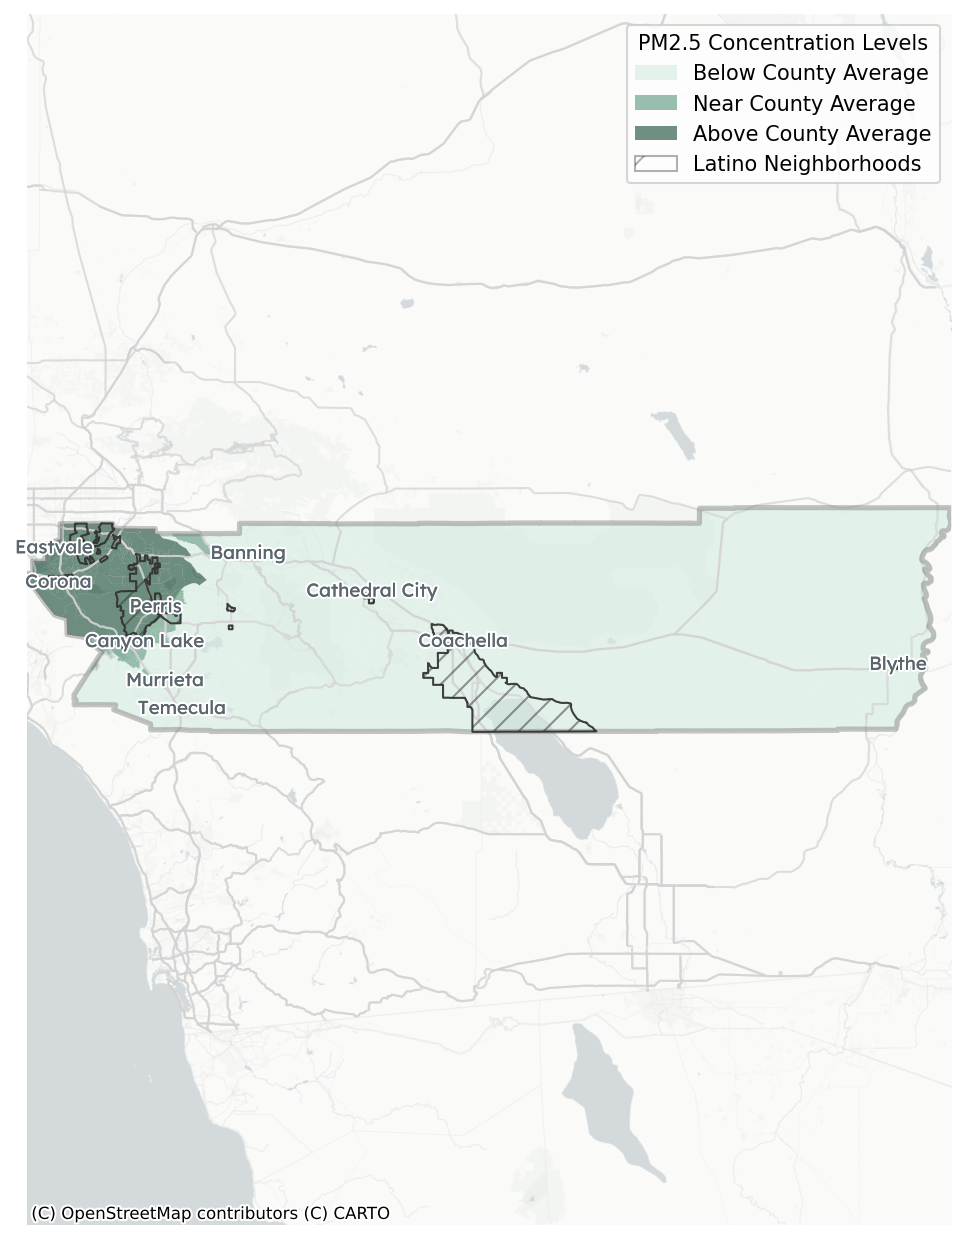 PM2.5 Concentration Levels
Below County Average
Near County Average
Above County Average
Latino Neighborhoods
Eastvale
Banning
Corona
Cathedral City
Perris
Canyon Lake
Coachella
Blythe
Murrieta
Temecula
(C) OpenStreetMap contributors (C) CARTO